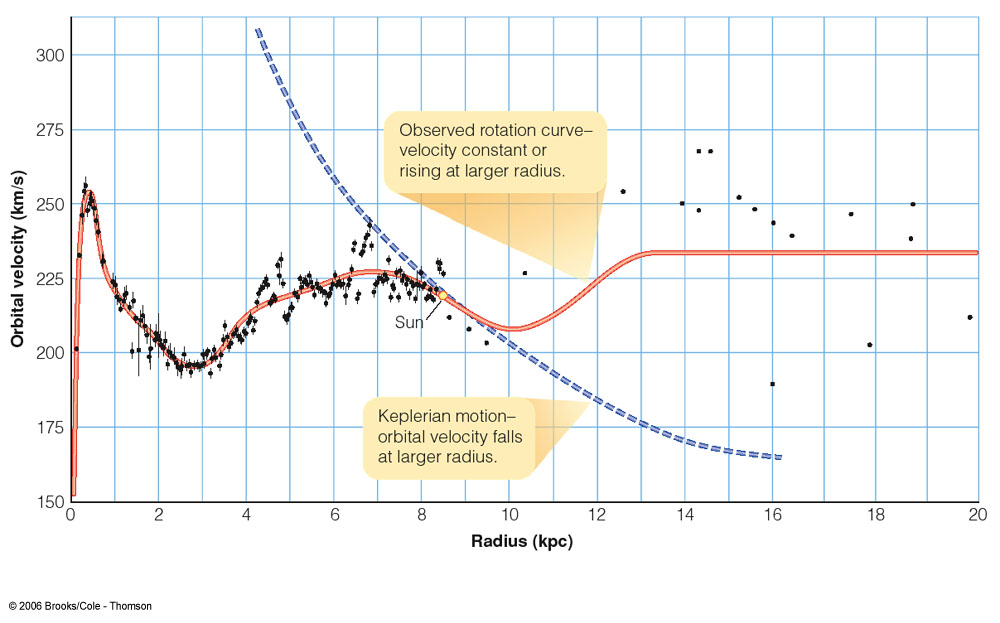 300
275
250
225
200
175
150
Orbital velocity (km/s)
Observed rotation curve–
velocity constant or
rising at larger radius.
Sun
Keplerian motion–
orbital velocity falls
at larger radius.
0 2 4 6 8 10 12 14 16 18 20
Radius (kpc)
© 2006 Brooks/Cole - Thomson